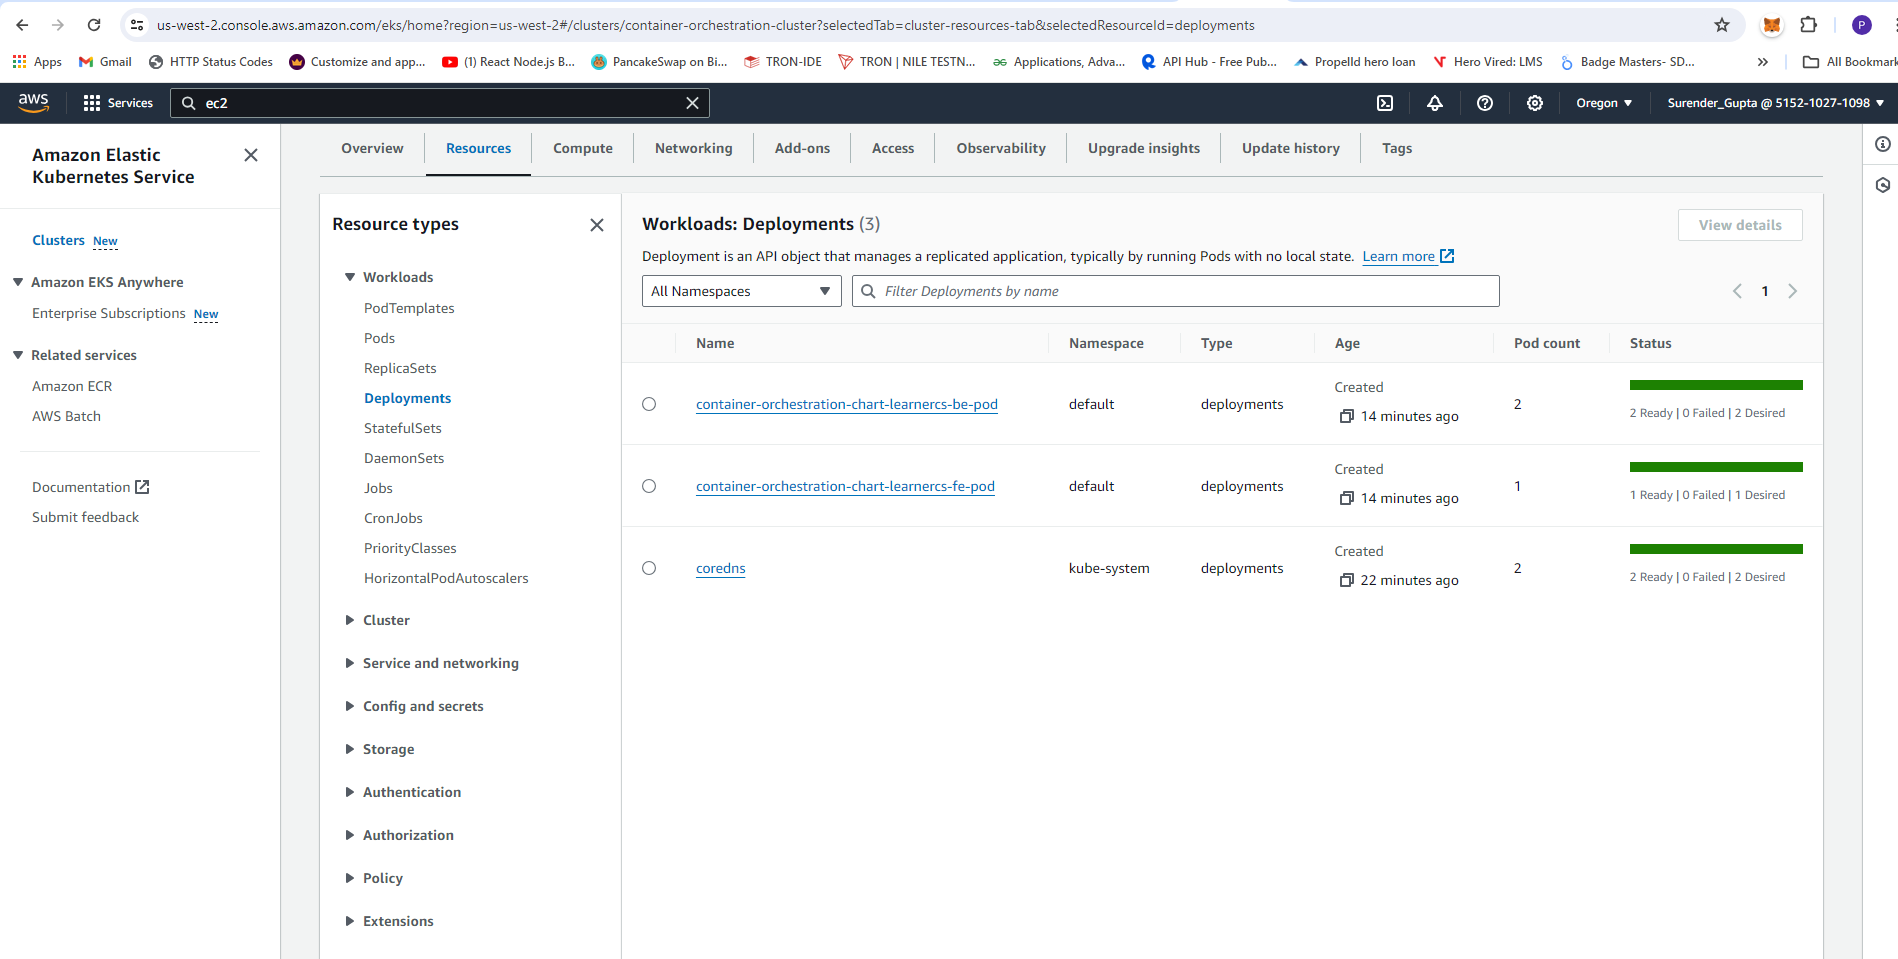 us-west-2.console.aws.amazon.com/eks/home?region=us-west-2#/clusters/container-orchestration-cluster?selectedTab=cluster-resources-tab&selectedResourceId=deployments
P
Apps Gmail HTTP Status Codes Customize and app... (1) React Node.js B... PancakeSwap on Bi... TRON-IDE TRON | NILE TESTN... Applications, Adva... API Hub - Free Pub... Propelld hero loan Hero Vired: LMS Badge Masters- SD... » All Bookmark
aws Services ec2 Oregon Surender_Gupta @ 5152-1027-1098
Amazon Elastic
Kubernetes Service
Clusters New
Amazon EKS Anywhere
Enterprise Subscriptions New
Related services
Amazon ECR
AWS Batch
Documentation
Submit feedback
Overview Resources Compute Networking Add-ons Access Observability Upgrade insights Update history Tags
Resource types
Workloads
PodTemplates
Pods
ReplicaSets
Deployments
StatefulSets
DaemonSets
Jobs
CronJobs
PriorityClasses
HorizontalPodAutoscalers
Cluster
Service and networking
Config and secrets
Storage
Authentication
Authorization
Policy
Extensions
Workloads: Deployments (3)
View details
Deployment is an API object that manages a replicated application, typically by running Pods with no local state. Learn more
All Namespaces Filter Deployments by name 1
Name Namespace Type Age Pod count Status
container-orchestration-chart-learnercs-be-pod default deployments Created 14 minutes ago 2 2 Ready | 0 Failed | 2 Desired
container-orchestration-chart-learnercs-fe-pod default deployments Created 14 minutes ago 1 1 Ready | 0 Failed | 1 Desired
coredns kube-system deployments Created 22 minutes ago 2 2 Ready | 0 Failed | 2 Desired